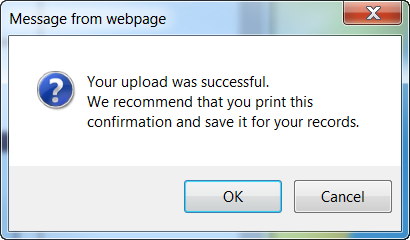 Message from webpage
Your upload was successful.
We recommend that you print this
confirmation and save it for your records.
OK
Cancel